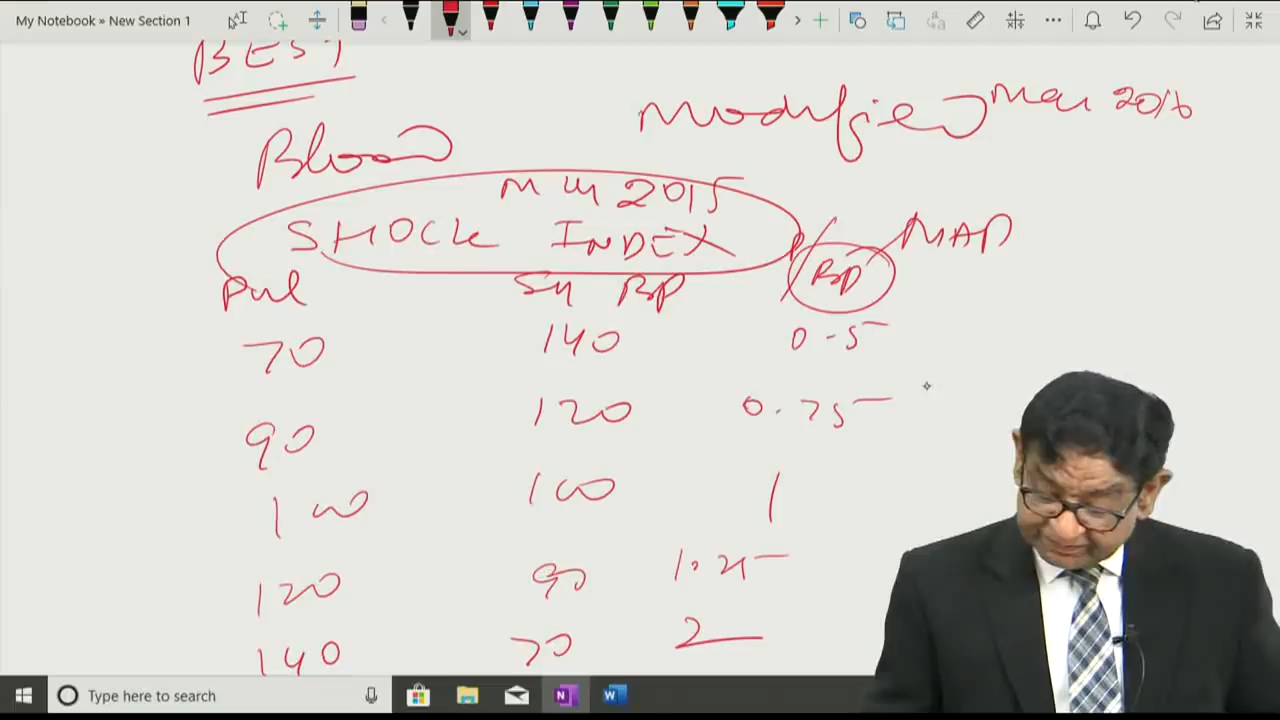 My Notebook » New Section 1
BEST
Modified Mar 2016
Blood
2015
SHOCK INDEX
BP MAP
Pul Sy BP
70 140 0.5
90 120 0.75
100 100 1
120 90 1.25
140 70 2
Type here to search